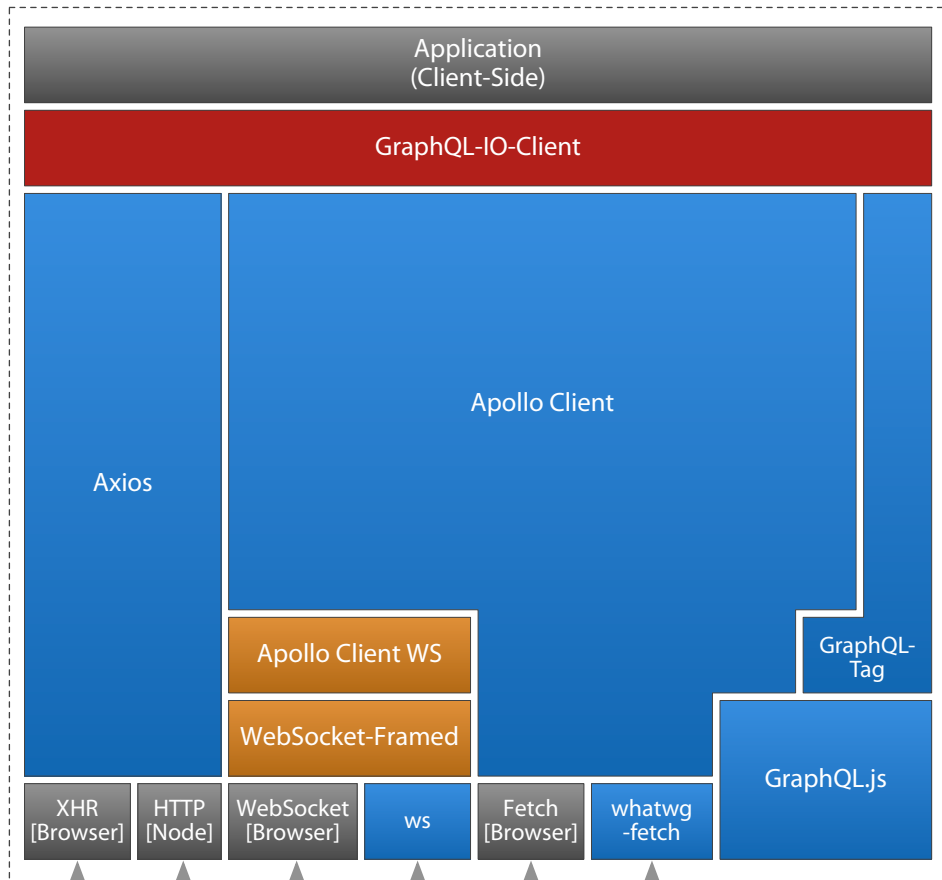 Application
(Client-Side)
GraphQL-IO-Client
Apollo Client
Axios
Apollo Client WS
GraphQL-
Tag
WebSocket-Framed
GraphQL.js
XHR
[Browser]
HTTP
[Node]
WebSocket
[Browser]
ws
Fetch
[Browser]
whatwg
-fetch